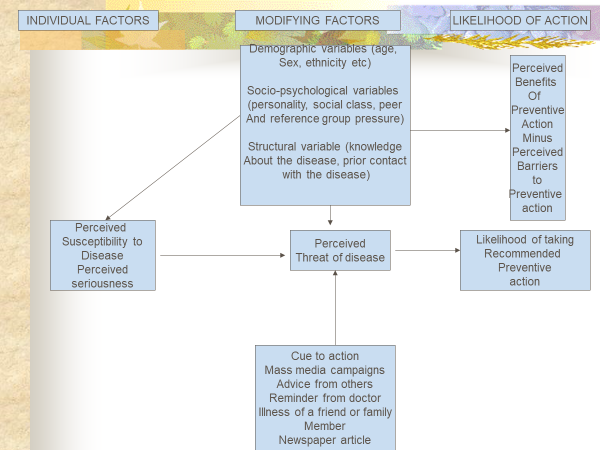 INDIVIDUAL FACTORS
MODIFYING FACTORS
LIKELIHOOD OF ACTION
Demographic variables (age,
Sex, ethnicity etc)
Socio-psychological variables
(personality, social class, peer
And reference group pressure)
Structural variable (knowledge
About the disease, prior contact
with the disease)
Perceived
Benefits
Of
Preventive
Action
Minus
Perceived
Barriers
to
Preventive
action
Perceived
Susceptibility to
Disease
Perceived
seriousness
Perceived
Threat of disease
Likelihood of taking
Recommended
Preventive
action
Cue to action
Mass media campaigns
Advice from others
Reminder from doctor
Illness of a friend or family
Member
Newspaper article